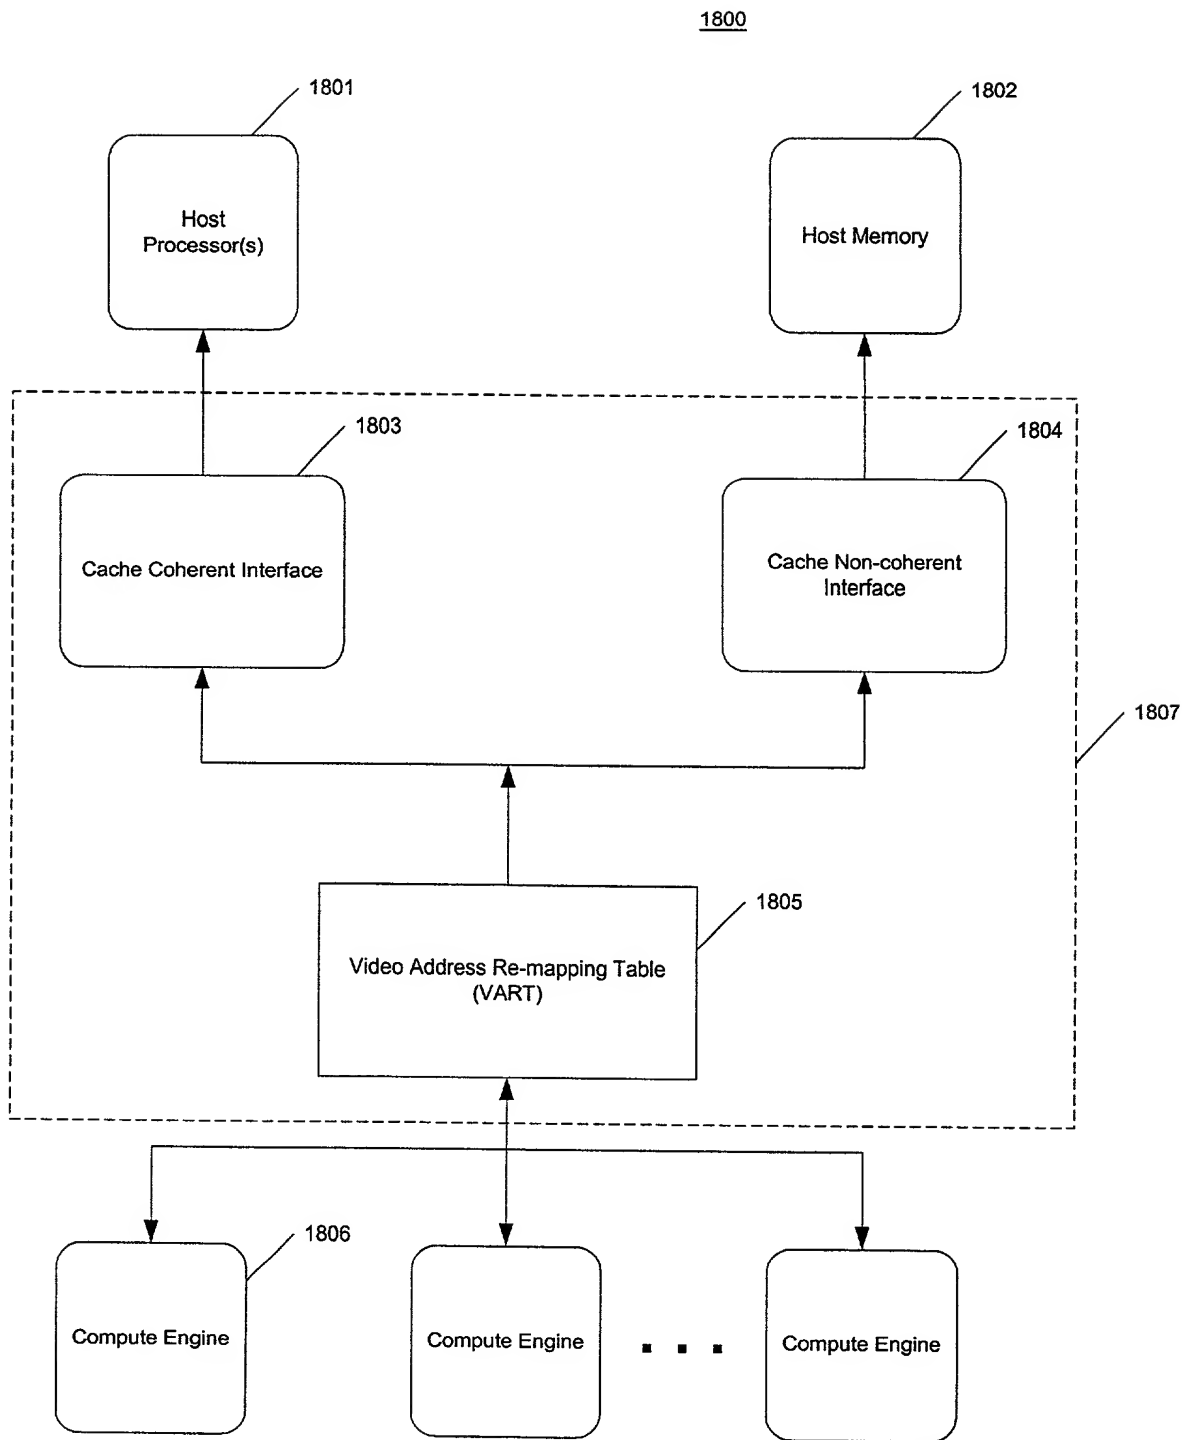 1800
1801
1802
Host
Processor(s)
Host Memory
1803
1804
Cache Coherent Interface
Cache Non-coherent
Interface
1807
1805
Video Address Re-mapping Table
(VART)
1806
Compute Engine
Compute Engine
. . .
Compute Engine